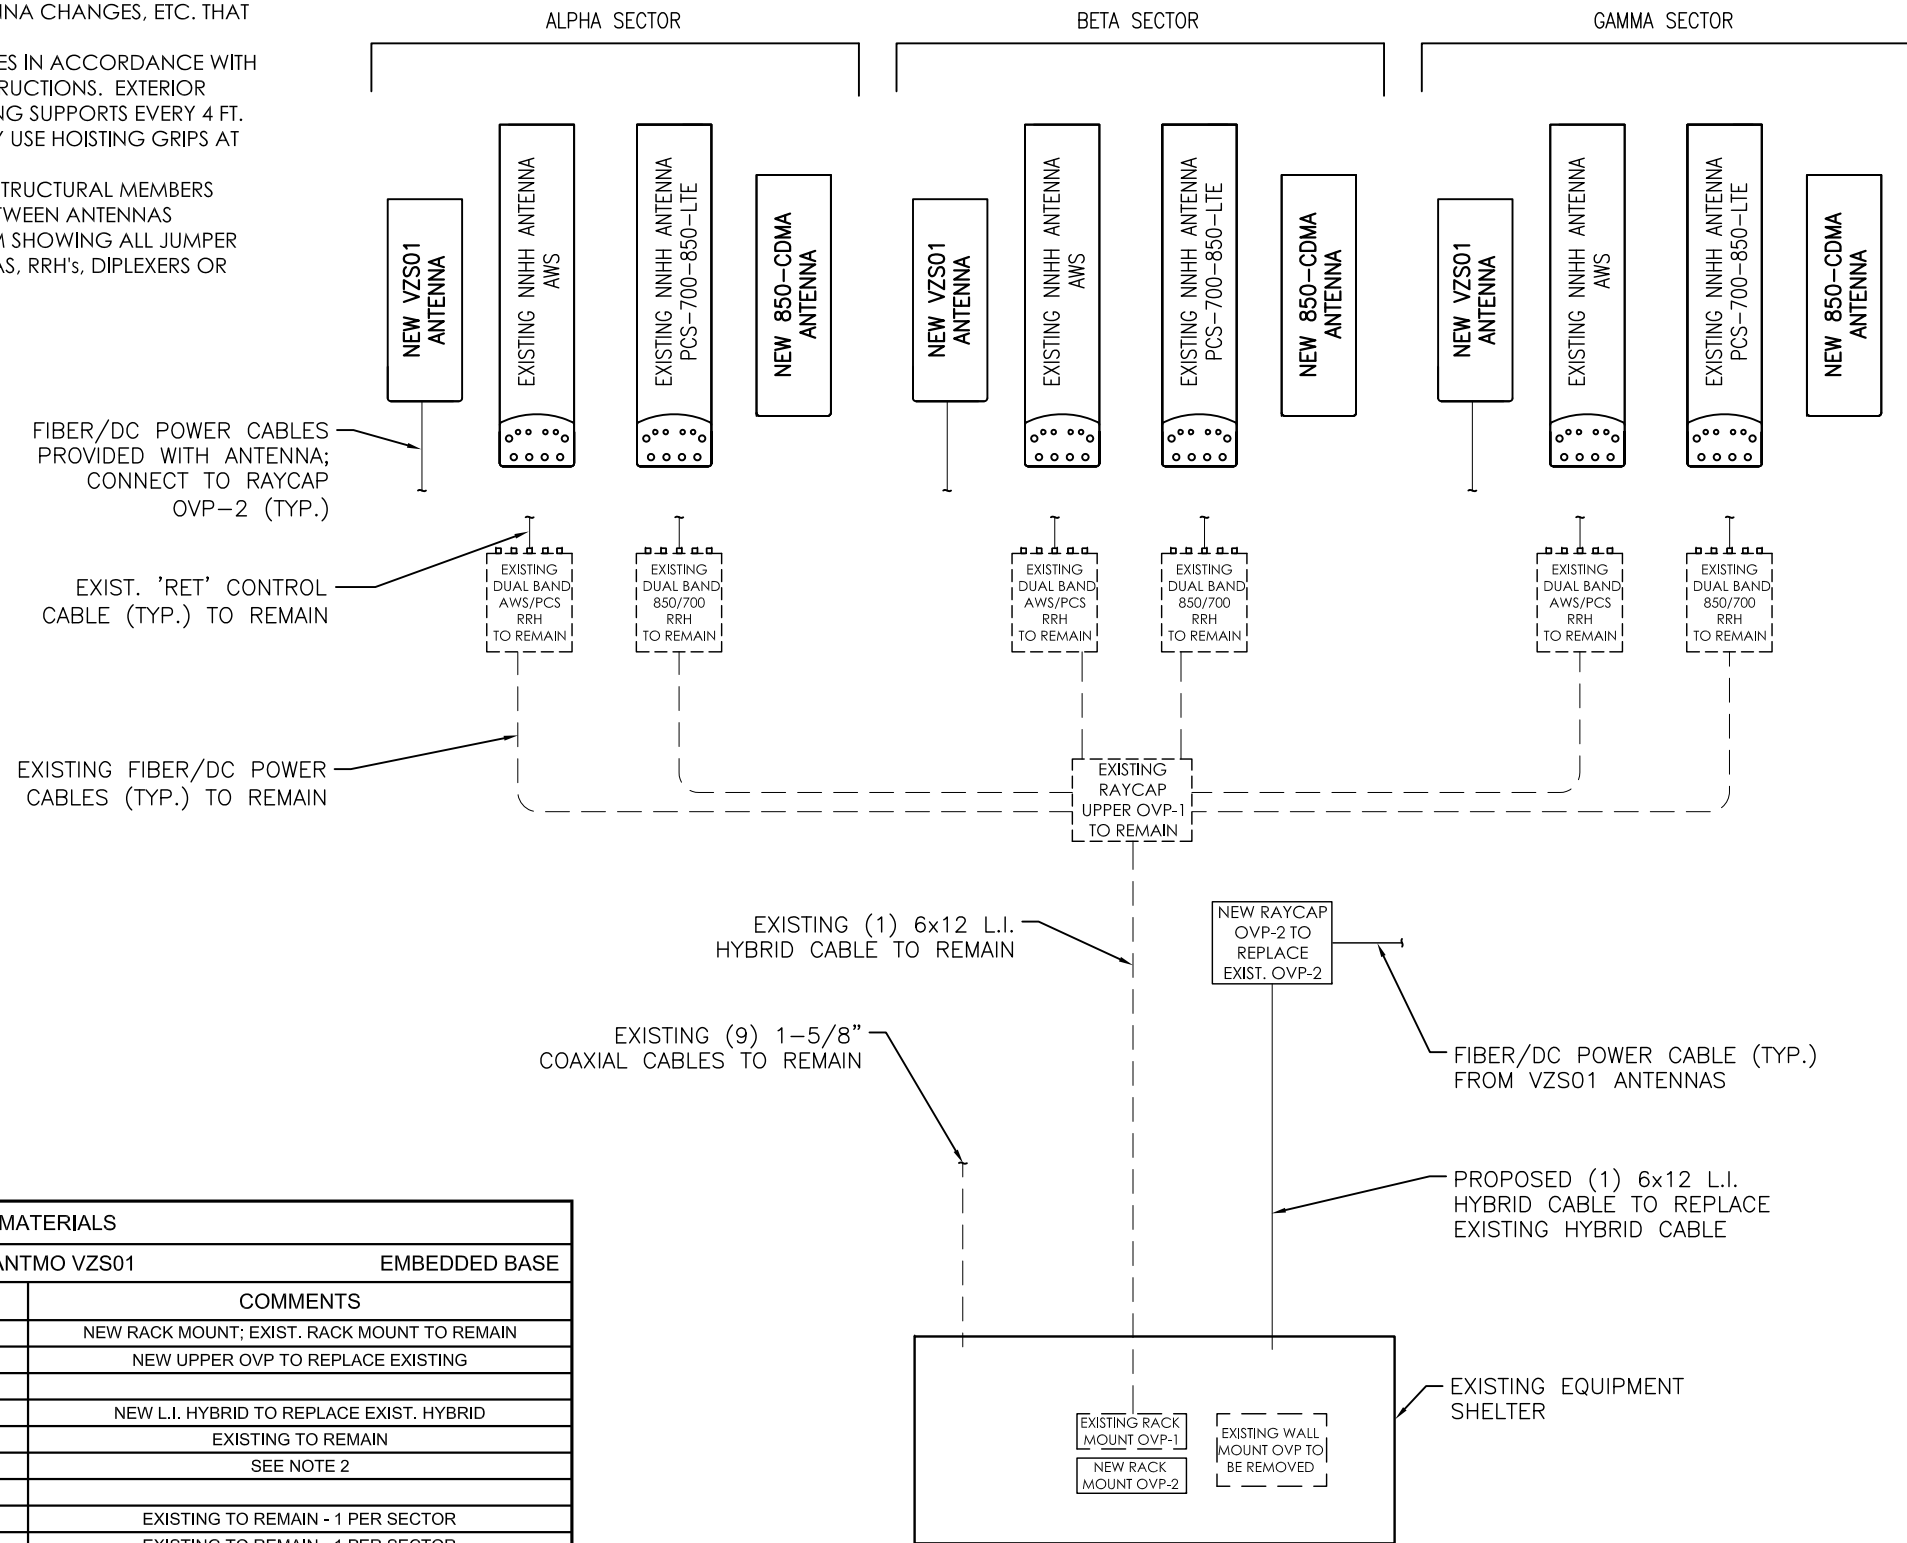 NNA CHANGES, ETC. THAT
ES IN ACCORDANCE WITH
RUCTIONS. EXTERIOR
NG SUPPORTS EVERY 4 FT.
Y USE HOISTING GRIPS AT
TRUCTURAL MEMBERS
TWEEN ANTENNAS
M SHOWING ALL JUMPER
AS, RRH's, DIPLEXERS OR
ALPHA SECTOR
BETA SECTOR
GAMMA SECTOR
NEW VZS01
ANTENNA
EXISTING NNHH ANTENNA
AWS
EXISTING NNHH ANTENNA
PCS-700-850-LTE
NEW 850-CDMA
ANTENNA
NEW VZS01
ANTENNA
EXISTING NNHH ANTENNA
AWS
EXISTING NNHH ANTENNA
PCS-700-850-LTE
NEW 850-CDMA
ANTENNA
NEW VZS01
ANTENNA
EXISTING NNHH ANTENNA
AWS
EXISTING NNHH ANTENNA
PCS-700-850-LTE
NEW 850-CDMA
ANTENNA
FIBER/DC POWER CABLES
PROVIDED WITH ANTENNA;
CONNECT TO RAYCAP
OVP-2 (TYP.)
EXIST. 'RET' CONTROL
CABLE (TYP.) TO REMAIN
EXISTING
DUAL BAND
AWS/PCS
RRH
TO REMAIN
EXISTING
DUAL BAND
850/700
RRH
TO REMAIN
EXISTING
DUAL BAND
AWS/PCS
RRH
TO REMAIN
EXISTING
DUAL BAND
850/700
RRH
TO REMAIN
EXISTING
DUAL BAND
AWS/PCS
RRH
TO REMAIN
EXISTING
DUAL BAND
850/700
RRH
TO REMAIN
EXISTING FIBER/DC POWER
CABLES (TYP.) TO REMAIN
EXISTING
RAYCAP
UPPER OVP-1
TO REMAIN
EXISTING (1) 6x12 L.I.
HYBRID CABLE TO REMAIN
NEW RAYCAP
OVP-2 TO
REPLACE
EXIST. OVP-2
EXISTING (9) 1-5/8"
COAXIAL CABLES TO REMAIN
FIBER/DC POWER CABLE (TYP.)
FROM VZS01 ANTENNAS
PROPOSED (1) 6x12 L.I.
HYBRID CABLE TO REPLACE
EXISTING HYBRID CABLE
EXISTING EQUIPMENT
SHELTER
EXISTING RACK
MOUNT OVP-1
NEW RACK
MOUNT OVP-2
EXISTING WALL
MOUNT OVP TO
BE REMOVED
MATERIALS
ANTMO VZS01 EMBEDDED BASE
COMMENTS
NEW RACK MOUNT; EXIST. RACK MOUNT TO REMAIN
NEW UPPER OVP TO REPLACE EXISTING
NEW L.I. HYBRID TO REPLACE EXIST. HYBRID
EXISTING TO REMAIN
SEE NOTE 2
EXISTING TO REMAIN - 1 PER SECTOR
EXISTING TO REMAIN - 1 PER SECTOR